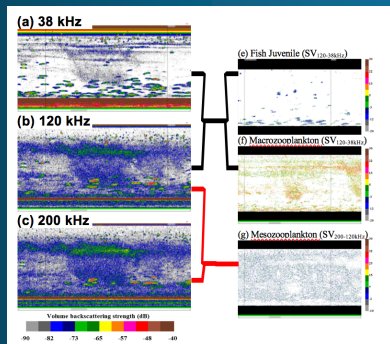 (a) 38 kHz
(b) 120 kHz
(c) 200 kHz
Volume backscattering strength (dB)
-90 -82 -73 -65 -57 -48 -40
(e) Fish Juvenile (SV120-38kHz)
(f) Macrozooplankton (SV120-38kHz)
(g) Mesozooplankton (SV200-120kHz)